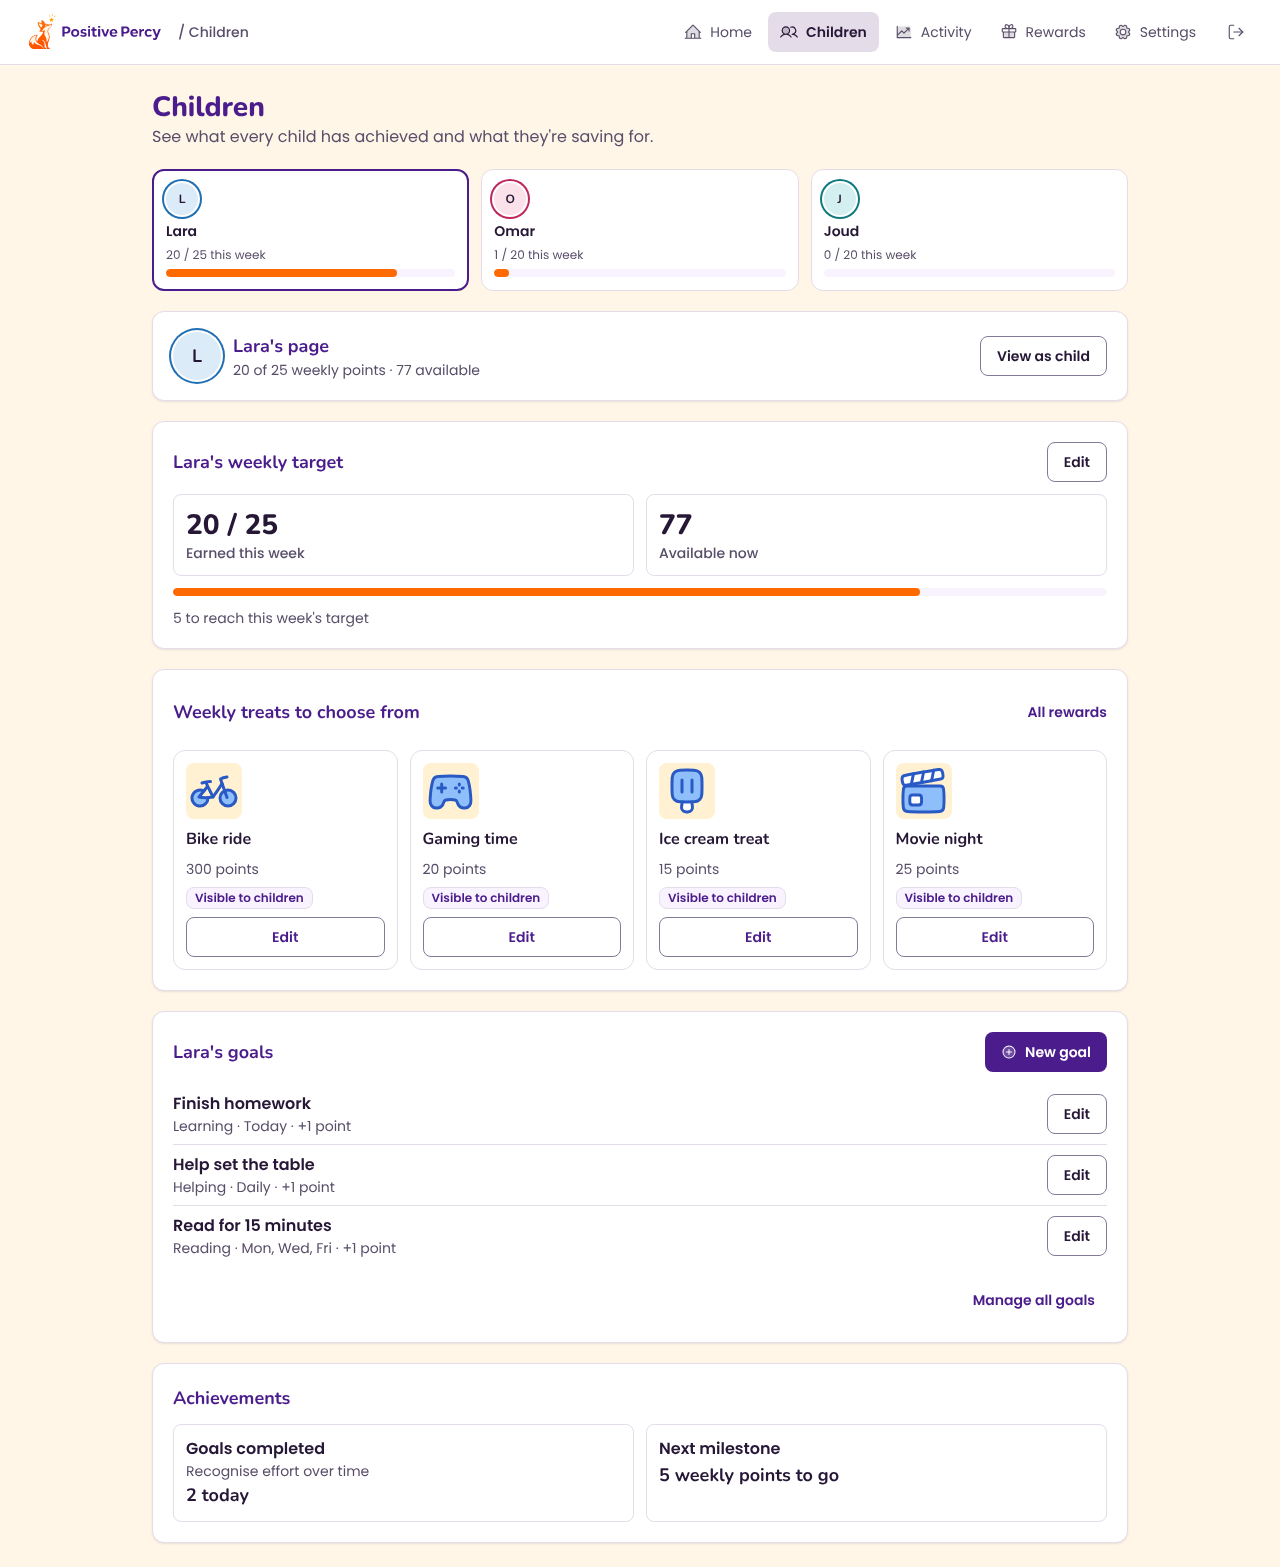 Positive Percy / Children
Home
Children
Activity
Rewards
Settings
Children
See what every child has achieved and what they're saving for.
L
Lara
20 / 25 this week
O
Omar
1 / 20 this week
J
Joud
0 / 20 this week
L
Lara's page
20 of 25 weekly points · 77 available
View as child
Lara's weekly target
Edit
20 / 25
Earned this week
77
Available now
5 to reach this week's target
Weekly treats to choose from
All rewards
Bike ride
300 points
Visible to children
Edit
Gaming time
20 points
Visible to children
Edit
Ice cream treat
15 points
Visible to children
Edit
Movie night
25 points
Visible to children
Edit
Lara's goals
New goal
Finish homework
Learning · Today · +1 point
Edit
Help set the table
Helping · Daily · +1 point
Edit
Read for 15 minutes
Reading · Mon, Wed, Fri · +1 point
Edit
Manage all goals
Achievements
Goals completed
Recognise effort over time
2 today
Next milestone
5 weekly points to go